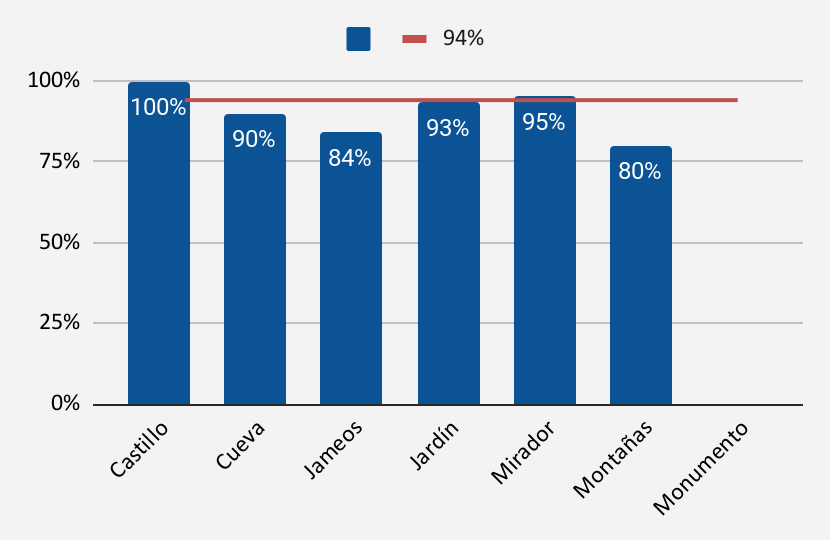 94%
100%
75%
50%
25%
0%
100%
90%
84%
93%
95%
80%
Castillo
Cueva
Jameos
Jardín
Mirador
Montañas
Monumento